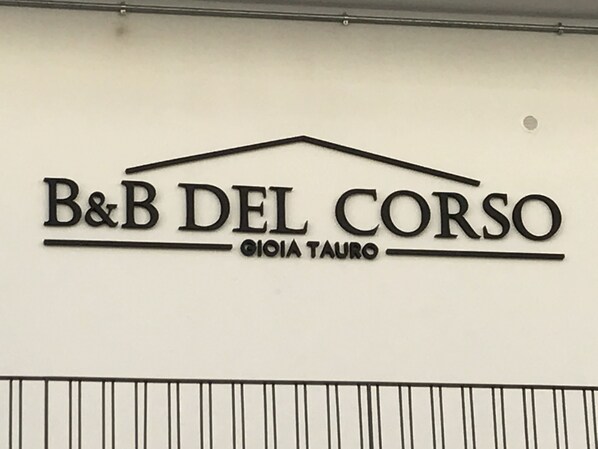 B&B DEL CORSO
GIOIA TAURO